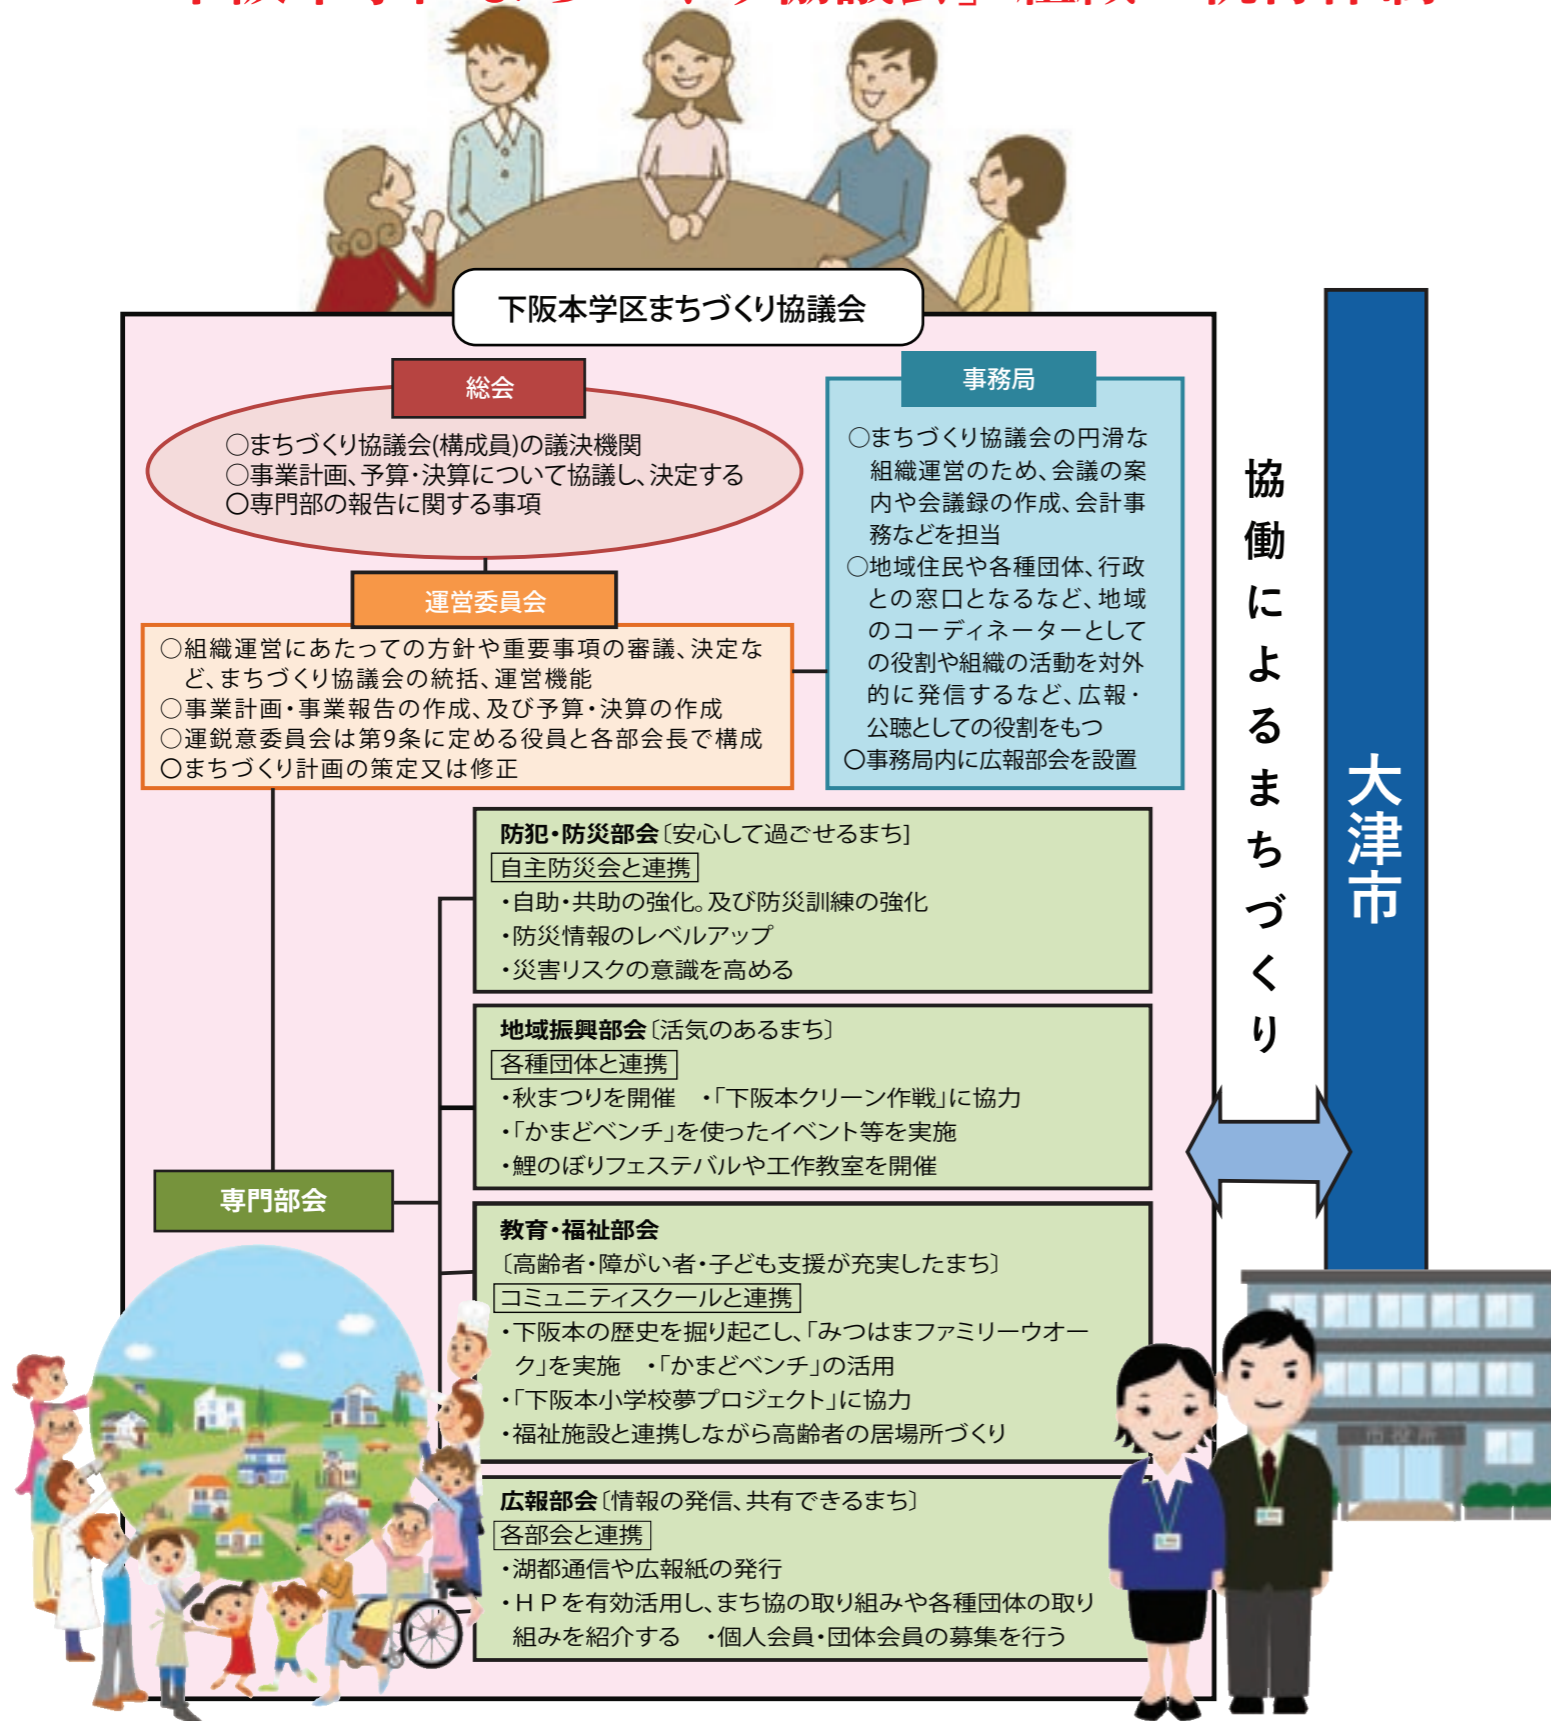 下阪本学区まちづくり協議会
総会
○まちづくり協議会(構成員)の議決機関
○事業計画、予算・決算について協議し、決定する
〇専門部の報告に関する事項
事務局
○まちづくり協議会の円滑な
組織運営のため、会議の案
内や会議録の作成、会計事
務などを担当
○地域住民や各種団体、行政
との窓口となるなど、地域
のコーディネーターとして
の役割や組織の活動を対外
的に発信するなど、広報・
公聴としての役割をもつ
〇事務局内に広報部会を設置
運営委員会
○組織運営にあたっての方針や重要事項の審議、決定な
ど、まちづくり協議会の統括、運営機能
○事業計画・事業報告の作成、及び予算・決算の作成
○運鋭意委員会は第9条に定める役員と各部会長で構成
〇まちづくり計画の策定又は修正
専門部会
防犯・防災部会〔安心して過ごせるまち]
自主防災会と連携
・自助・共助の強化。及び防災訓練の強化
・防災情報のレベルアップ
・災害リスクの意識を高める
地域振興部会〔活気のあるまち〕
各種団体と連携
・秋まつりを開催　・「下阪本クリーン作戦」に協力
・「かまどベンチ」を使ったイベント等を実施
・鯉のぼりフェステバルや工作教室を開催
教育・福祉部会
〔高齢者・障がい者・子ども支援が充実したまち〕
コミュニティスクールと連携
・下阪本の歴史を掘り起こし、「みつはまファミリーウオー
ク」を実施　・「かまどベンチ」の活用
・「下阪本小学校夢プロジェクト」に協力
・福祉施設と連携しながら高齢者の居場所づくり
広報部会〔情報の発信、共有できるまち〕
各部会と連携
・湖都通信や広報紙の発行
・ＨＰを有効活用し、まち協の取り組みや各種団体の取り
組みを紹介する　・個人会員・団体会員の募集を行う
協働によるまちづくり
大津市
市役所